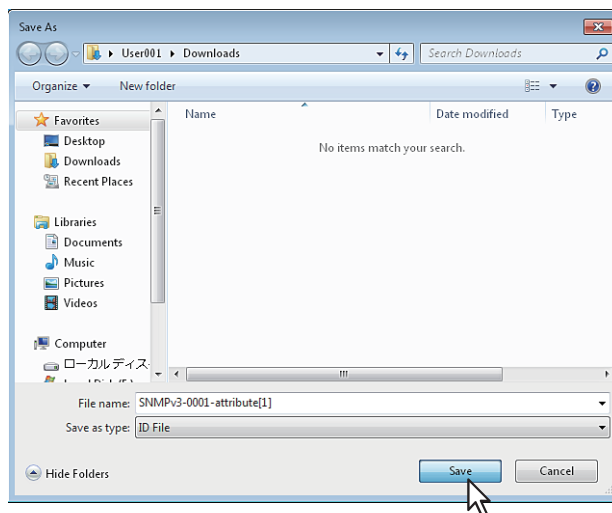 Save As
User001 Downloads
Search Downloads
Organize New folder
Favorites
Desktop
Downloads
Recent Places
Libraries
Documents
Music
Pictures
Videos
Computer
ローカル ディス
Name Date modified Type
No items match your search.
File name: SNMPv3-0001-attribute[1]
Save as type: ID File
Hide Folders Save Cancel